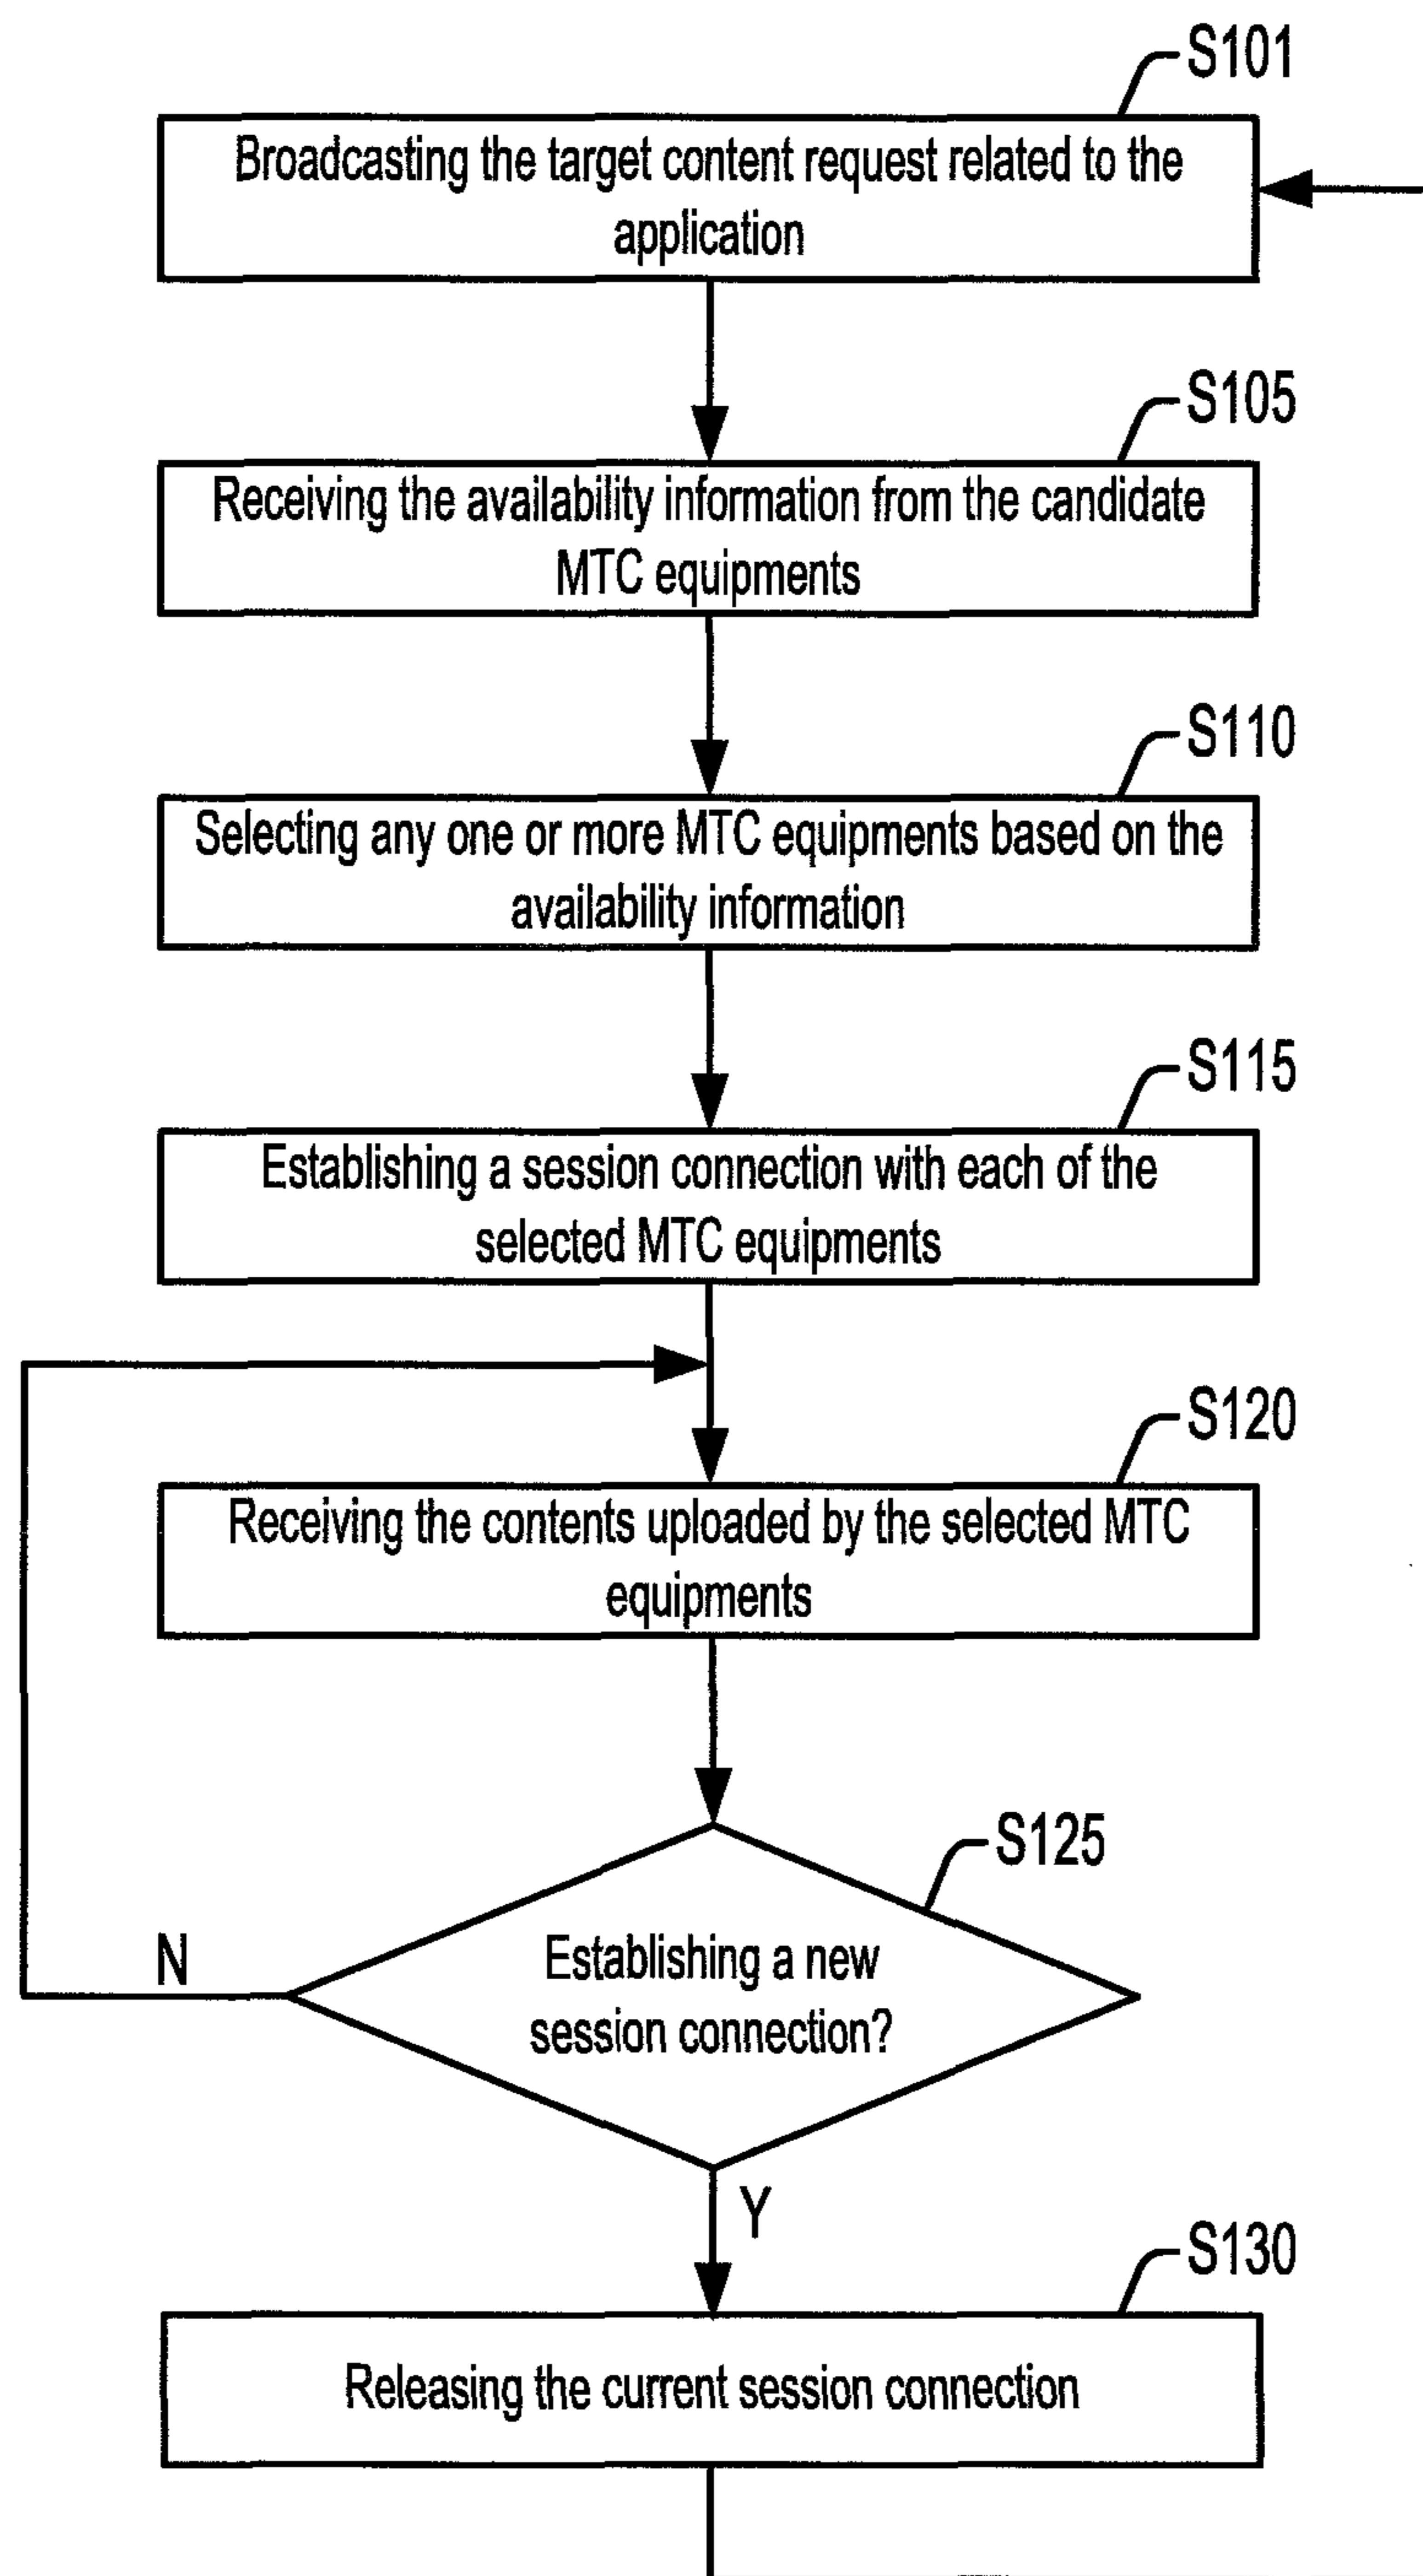 S101
Broadcasting the target content request related to the
application
S105
Receiving the availability information from the candidate
MTC equipments
S110
Selecting any one or more MTC equipments based on the
availability information
S115
Establishing a session connection with each of the
selected MTC equipments
S120
Receiving the contents uploaded by the selected MTC
equipments
S125
Establishing a new
session connection?
N
Y
S130
Releasing the current session connection